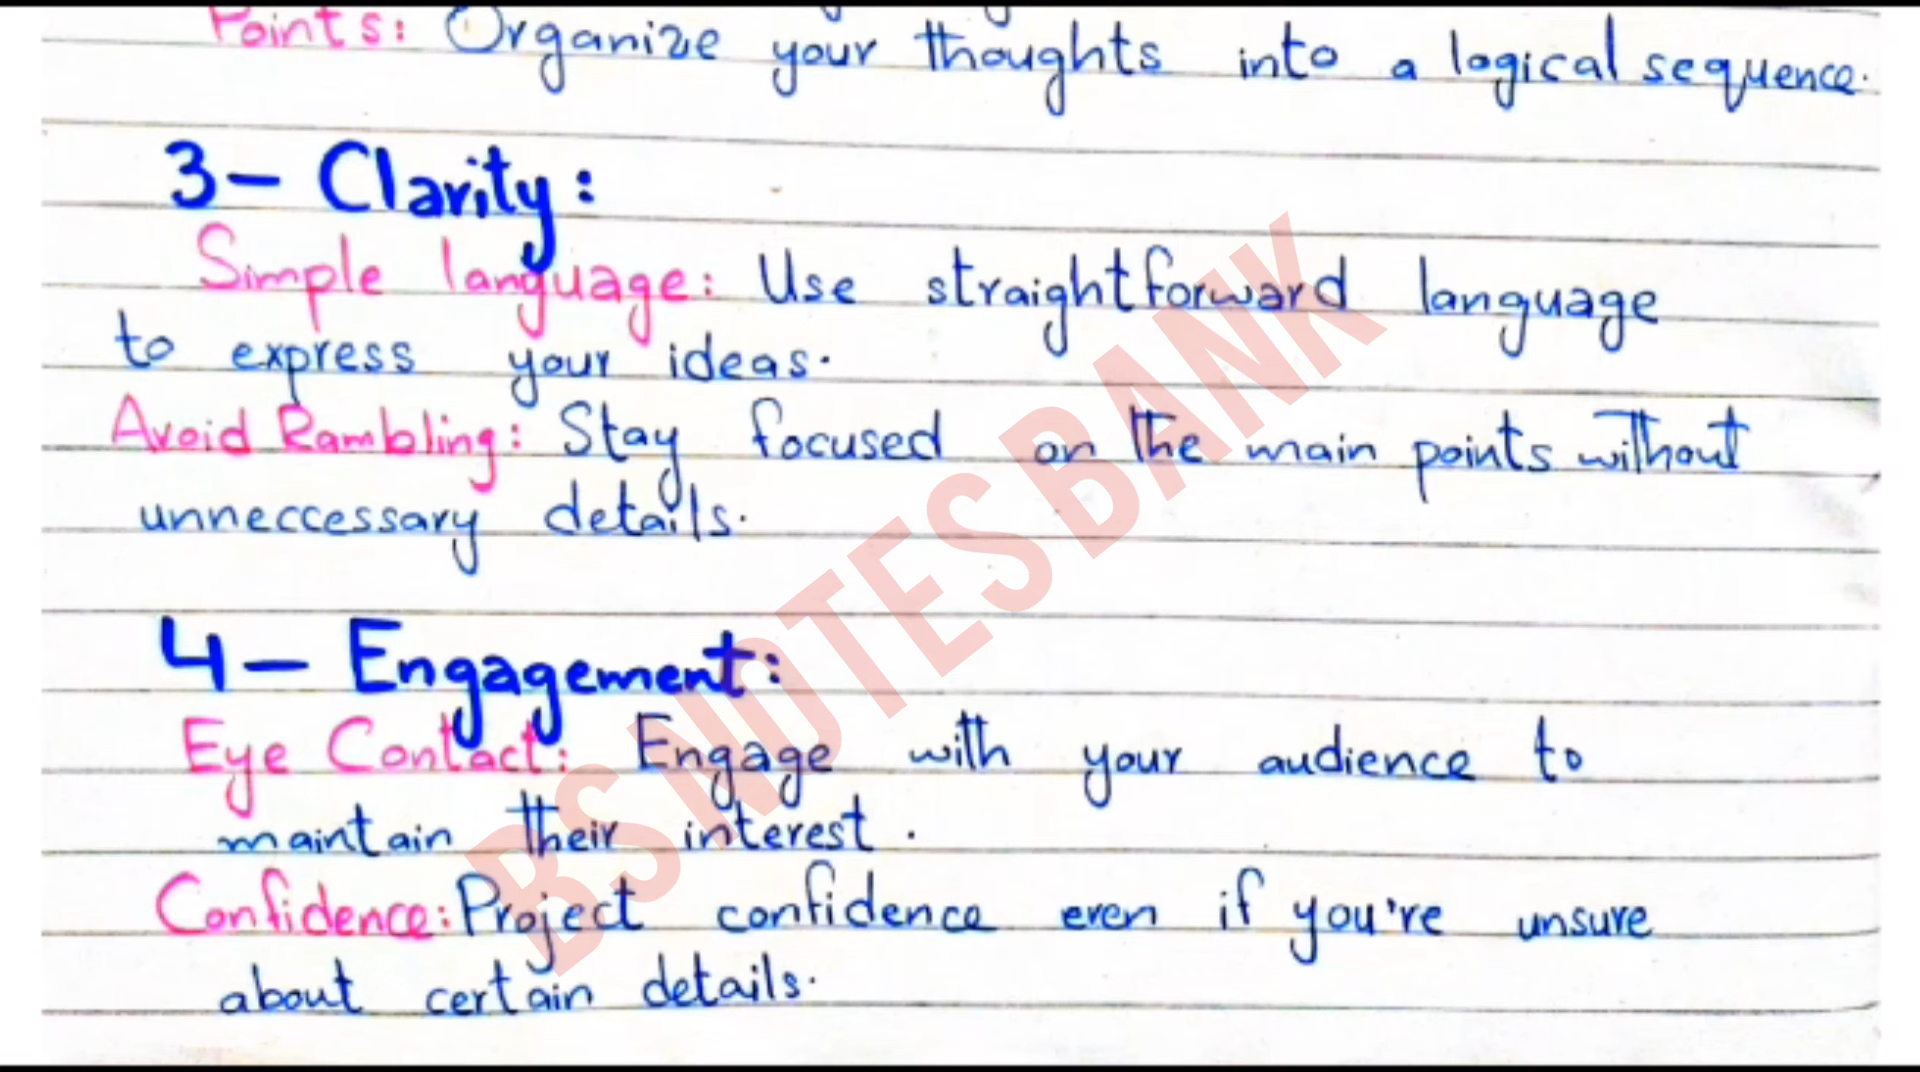 Points: Organize your thoughts into a logical sequence.
3- Clarity:
Simple language: Use straightforward language
to express your ideas.
Avoid Rambling: Stay focused on the main points without
unneccessary details.
4- Engagement:
Eye Contact: Engage with your audience to
maintain their interest.
Confidence: Project confidence even if you're unsure
about certain details.
BS NOTES BANK